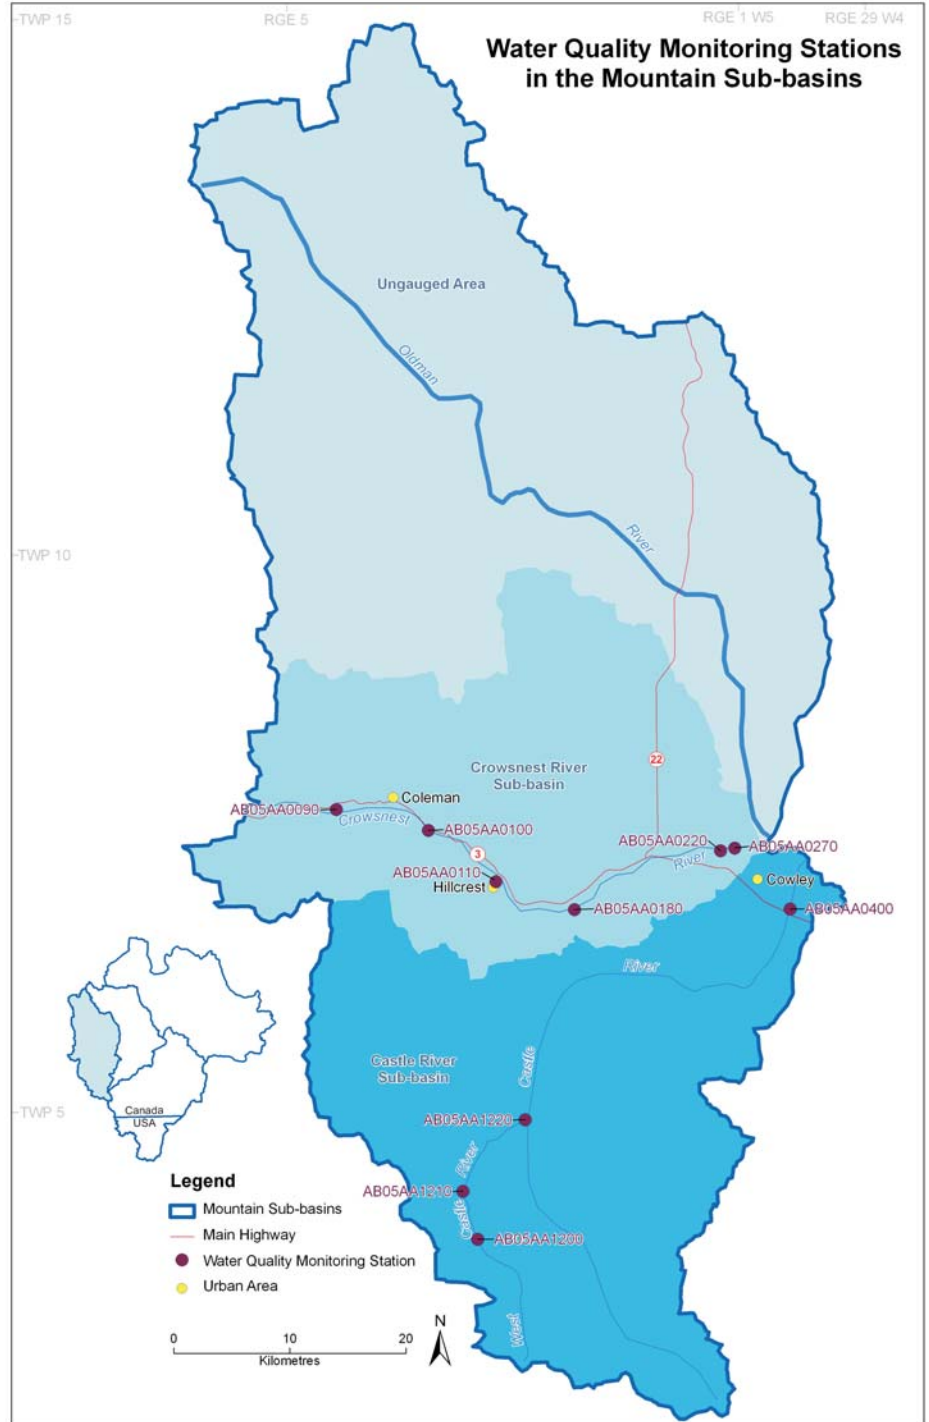 TWP 15
RGE 5
RGE 1 W5
RGE 29 W4
Water Quality Monitoring Stations
in the Mountain Sub-basins
Ungauged Area
Oldman
River
TWP 10
22
Crowsnest River
Sub-basin
Coleman
AB05AA0090
Crowsnest
AB05AA0100
3
AB05AA0220
AB05AA0270
River
AB05AA0110
Hillcrest
Cowley
AB05AA0180
AB05AA0400
River
Castle River
Sub-basin
Castle
TWP 5
Canada
USA
AB05AA1220
River
AB05AA1210
Castle
AB05AA1200
West
Legend
Mountain Sub-basins
Main Highway
Water Quality Monitoring Station
Urban Area
N
0 10 20
Kilometres